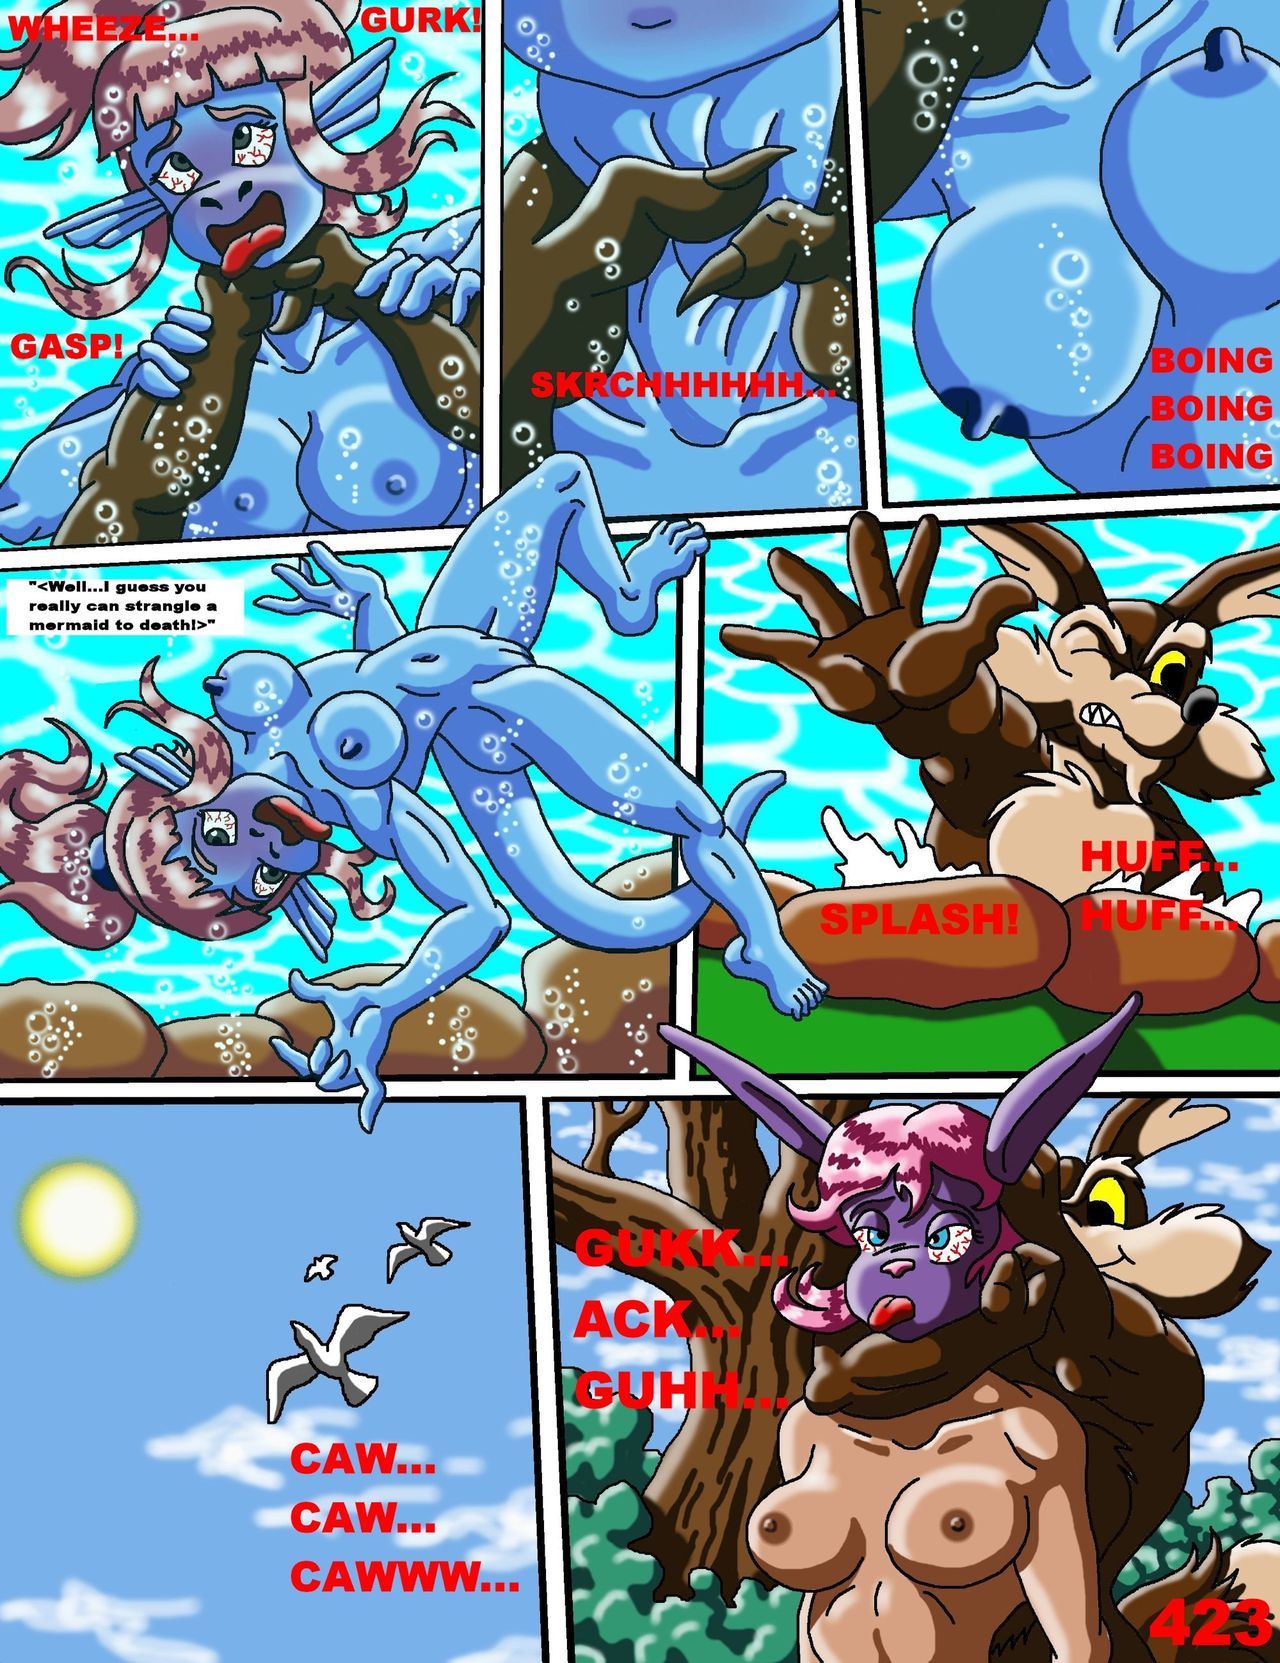 WHEEZE...
GURK!
GASP!
SKRCHHHHHH...
BOING
BOING
BOING
"<Well...I guess you
really can strangle a
mermaid to death!>"
HUFF...
HUFF...
SPLASH!
CAW...
CAW...
CAWWW...
GUKK...
ACK...
GUHH...
423